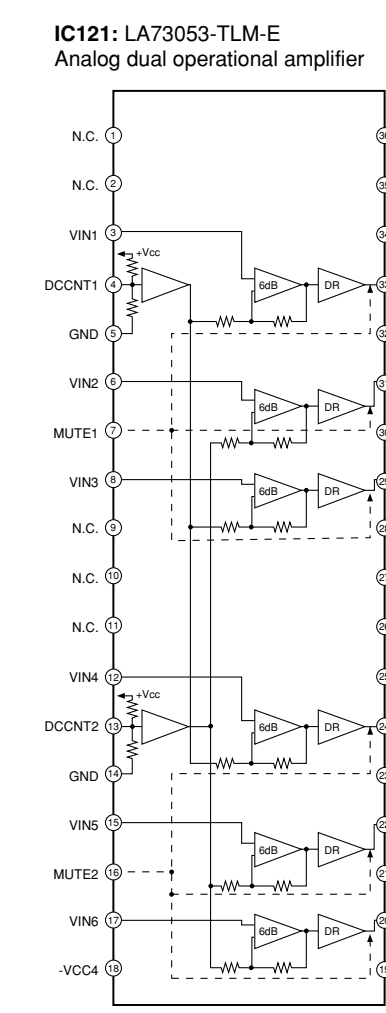 IC121: LA73053-TLM-E
Analog dual operational amplifier
N.C. 1
N.C. 2
VIN1 3
+Vcc
DCCNT1 4 6dB DR
GND 5
VIN2 6
6dB DR
MUTE1 7
VIN3 8
6dB DR
N.C. 9
N.C. 10
N.C. 11
VIN4 12
+Vcc
DCCNT2 13 6dB DR
GND 14
VIN5 15
6dB DR
MUTE2 16
VIN6 17
6dB DR
-VCC4 18